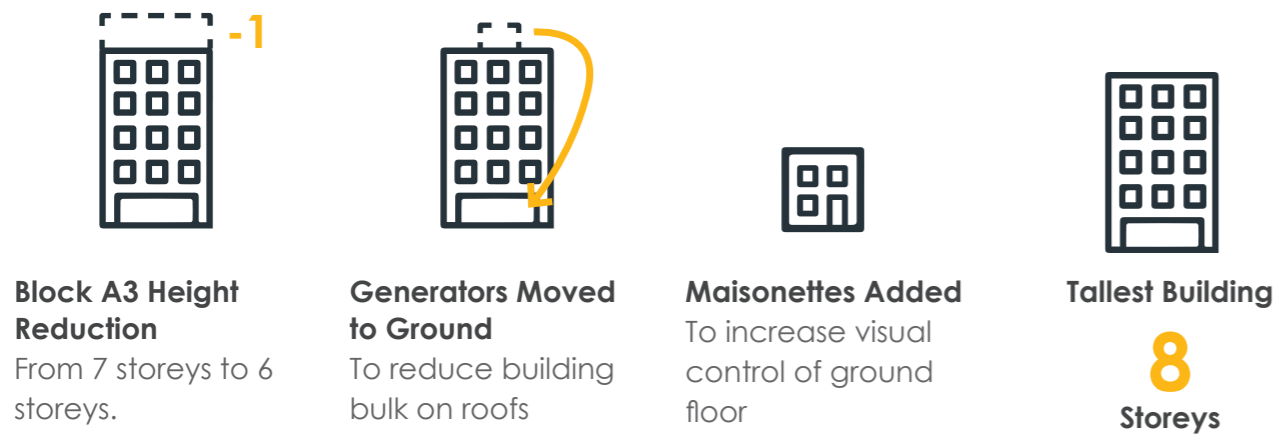 -1
Block A3 Height
Reduction
From 7 storeys to 6
storeys.
Generators Moved
to Ground
To reduce building
bulk on roofs
Maisonettes Added
To increase visual
control of ground
floor
Tallest Building
8
Storeys